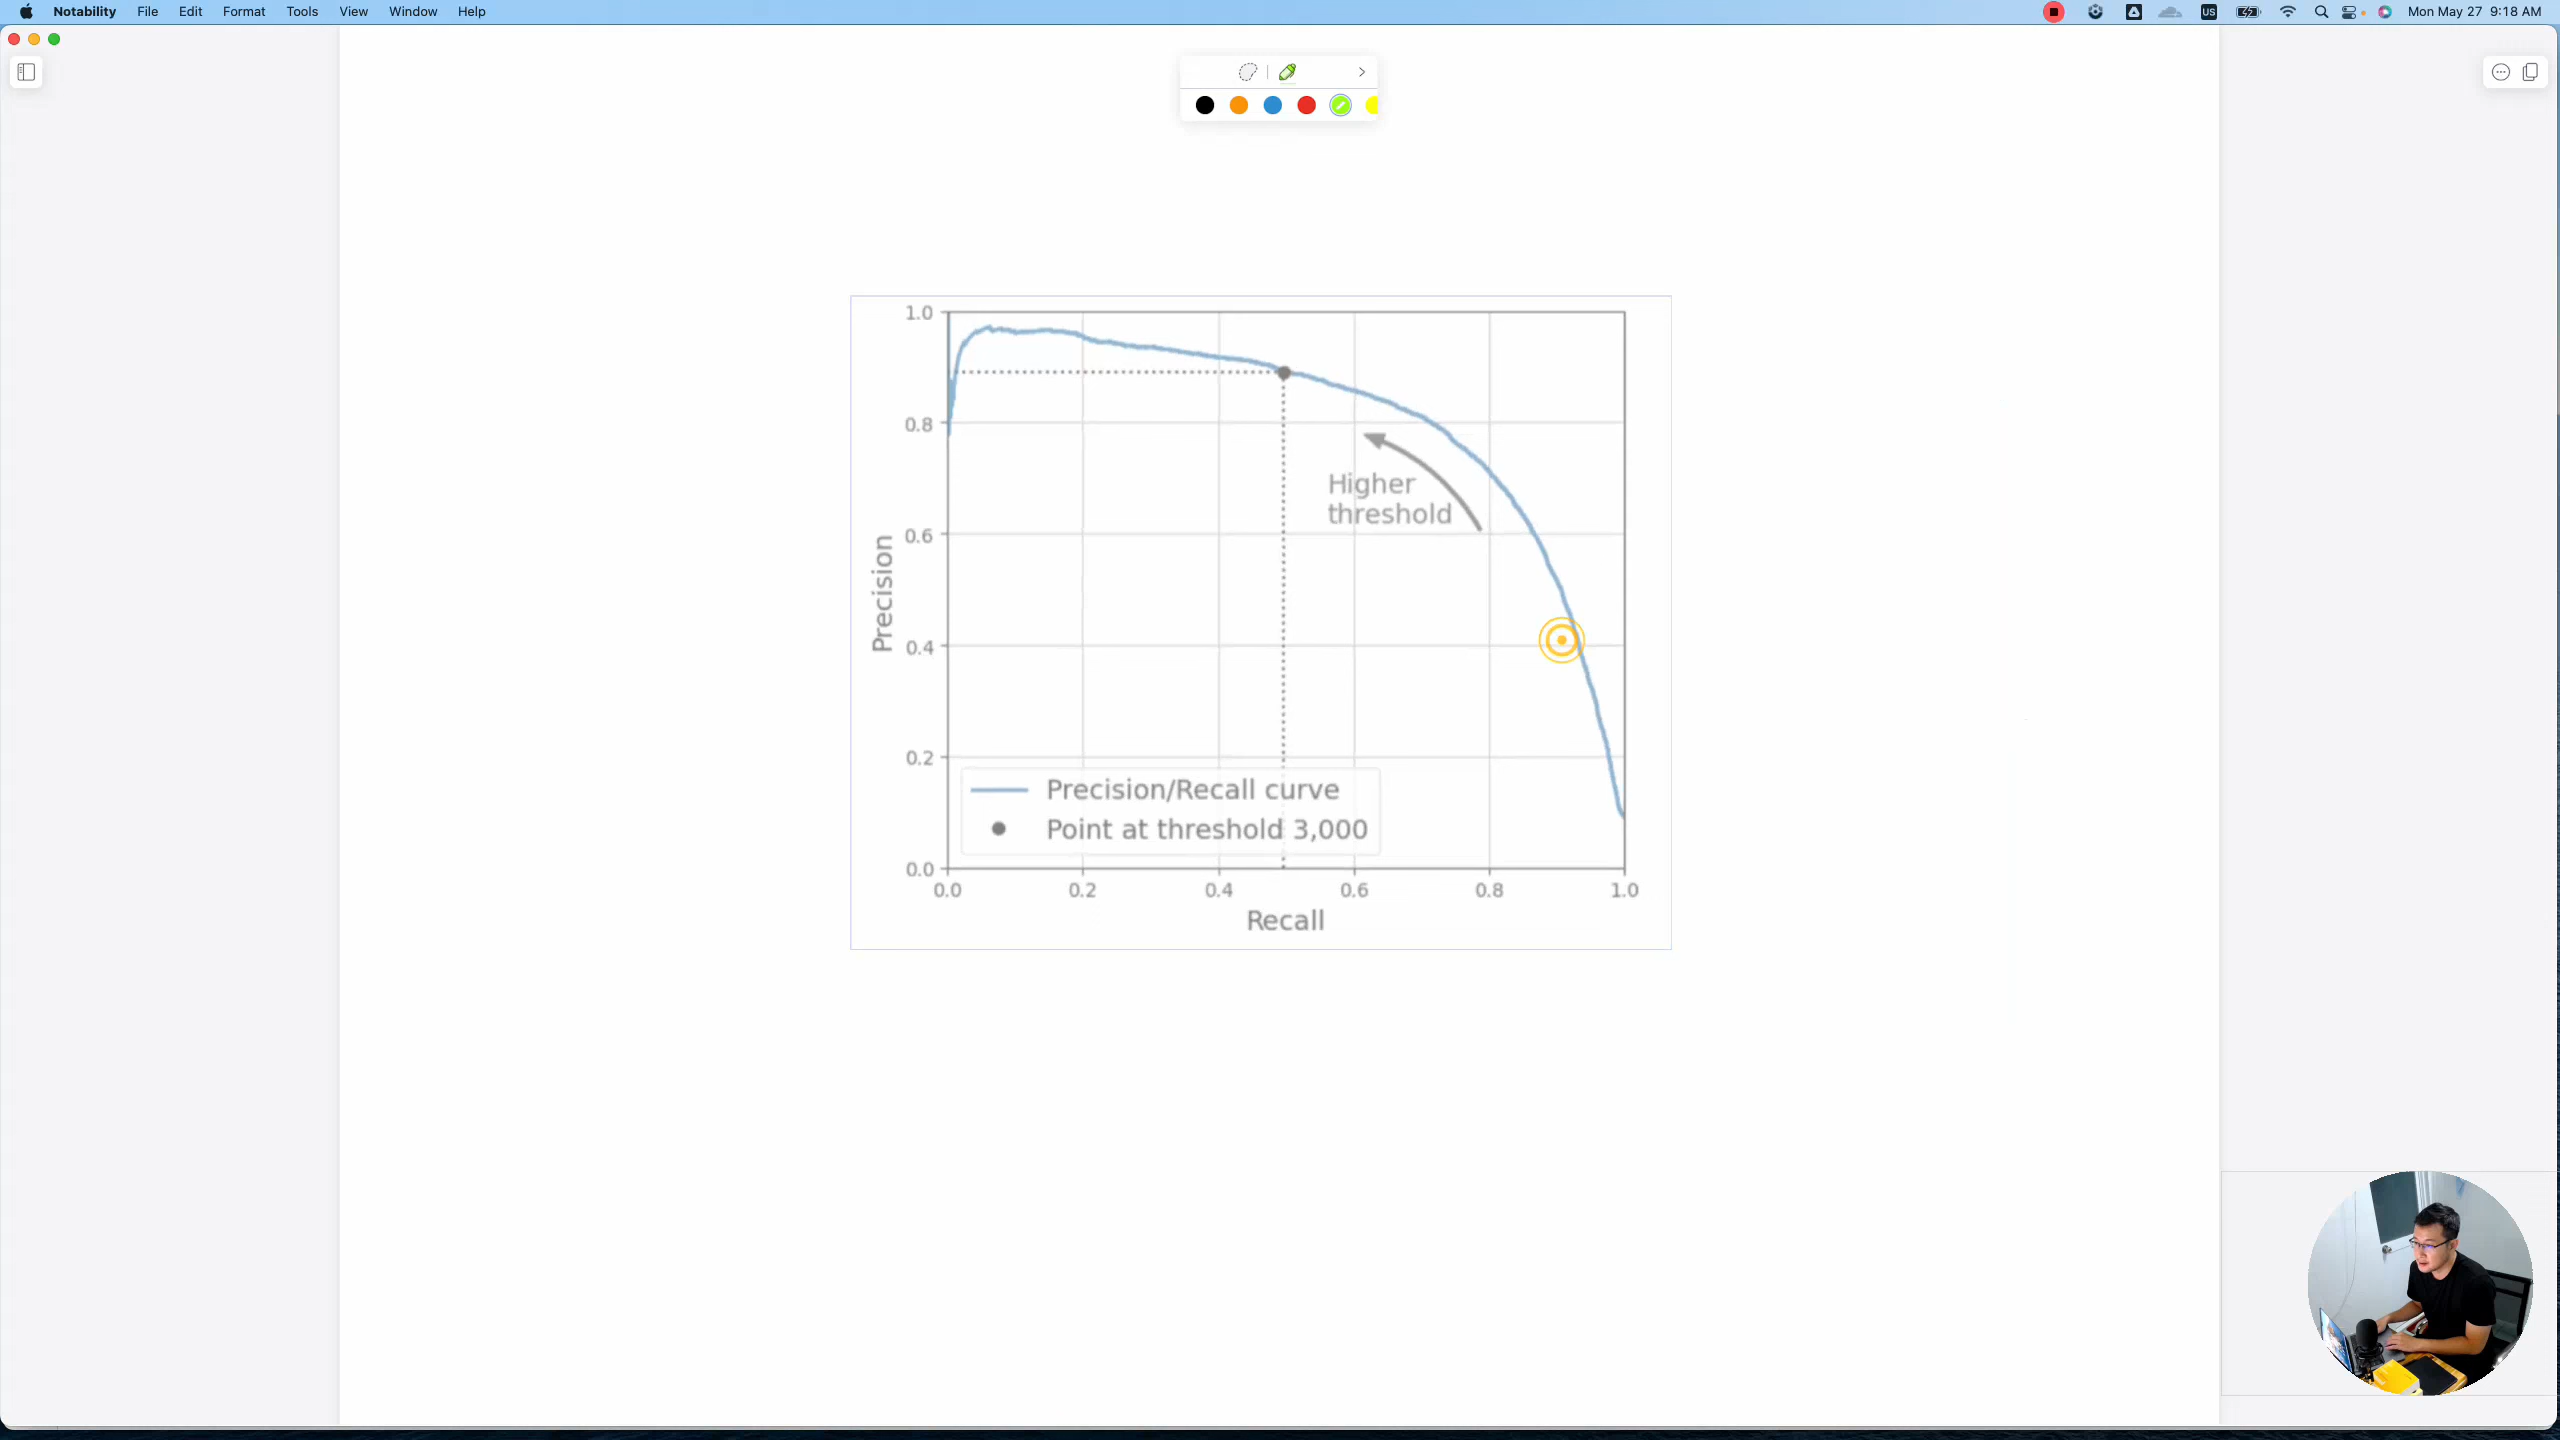 Notability File Edit Format Tools View Window Help
US
Mon May 27 9:18 AM
1.0
0.8
0.6
0.4
0.2
0.0
Precision
Higher
threshold
Precision/Recall curve
Point at threshold 3,000
0.0 0.2 0.4 0.6 0.8 1.0
Recall